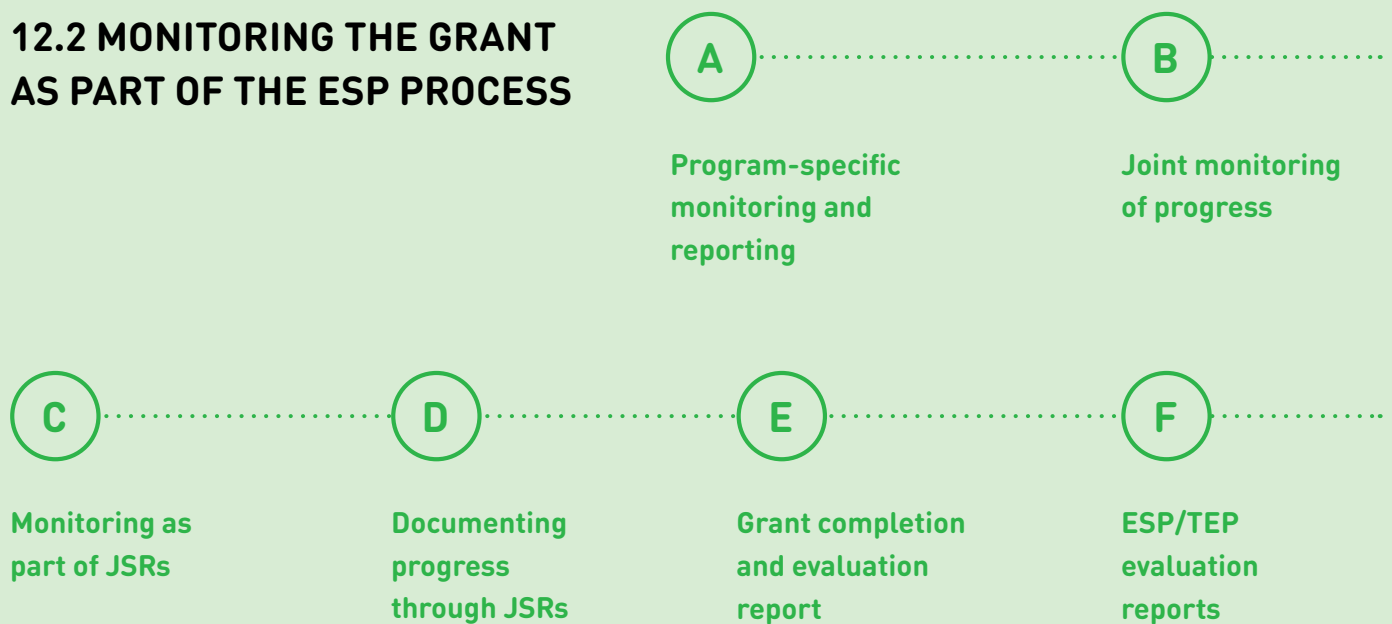 12.2 MONITORING THE GRANT
AS PART OF THE ESP PROCESS
A
Program-specific
monitoring and
reporting
B
Joint monitoring
of progress
C
Monitoring as
part of JSRs
D
Documenting
progress
through JSRs
E
Grant completion
and evaluation
report
F
ESP/TEP
evaluation
reports